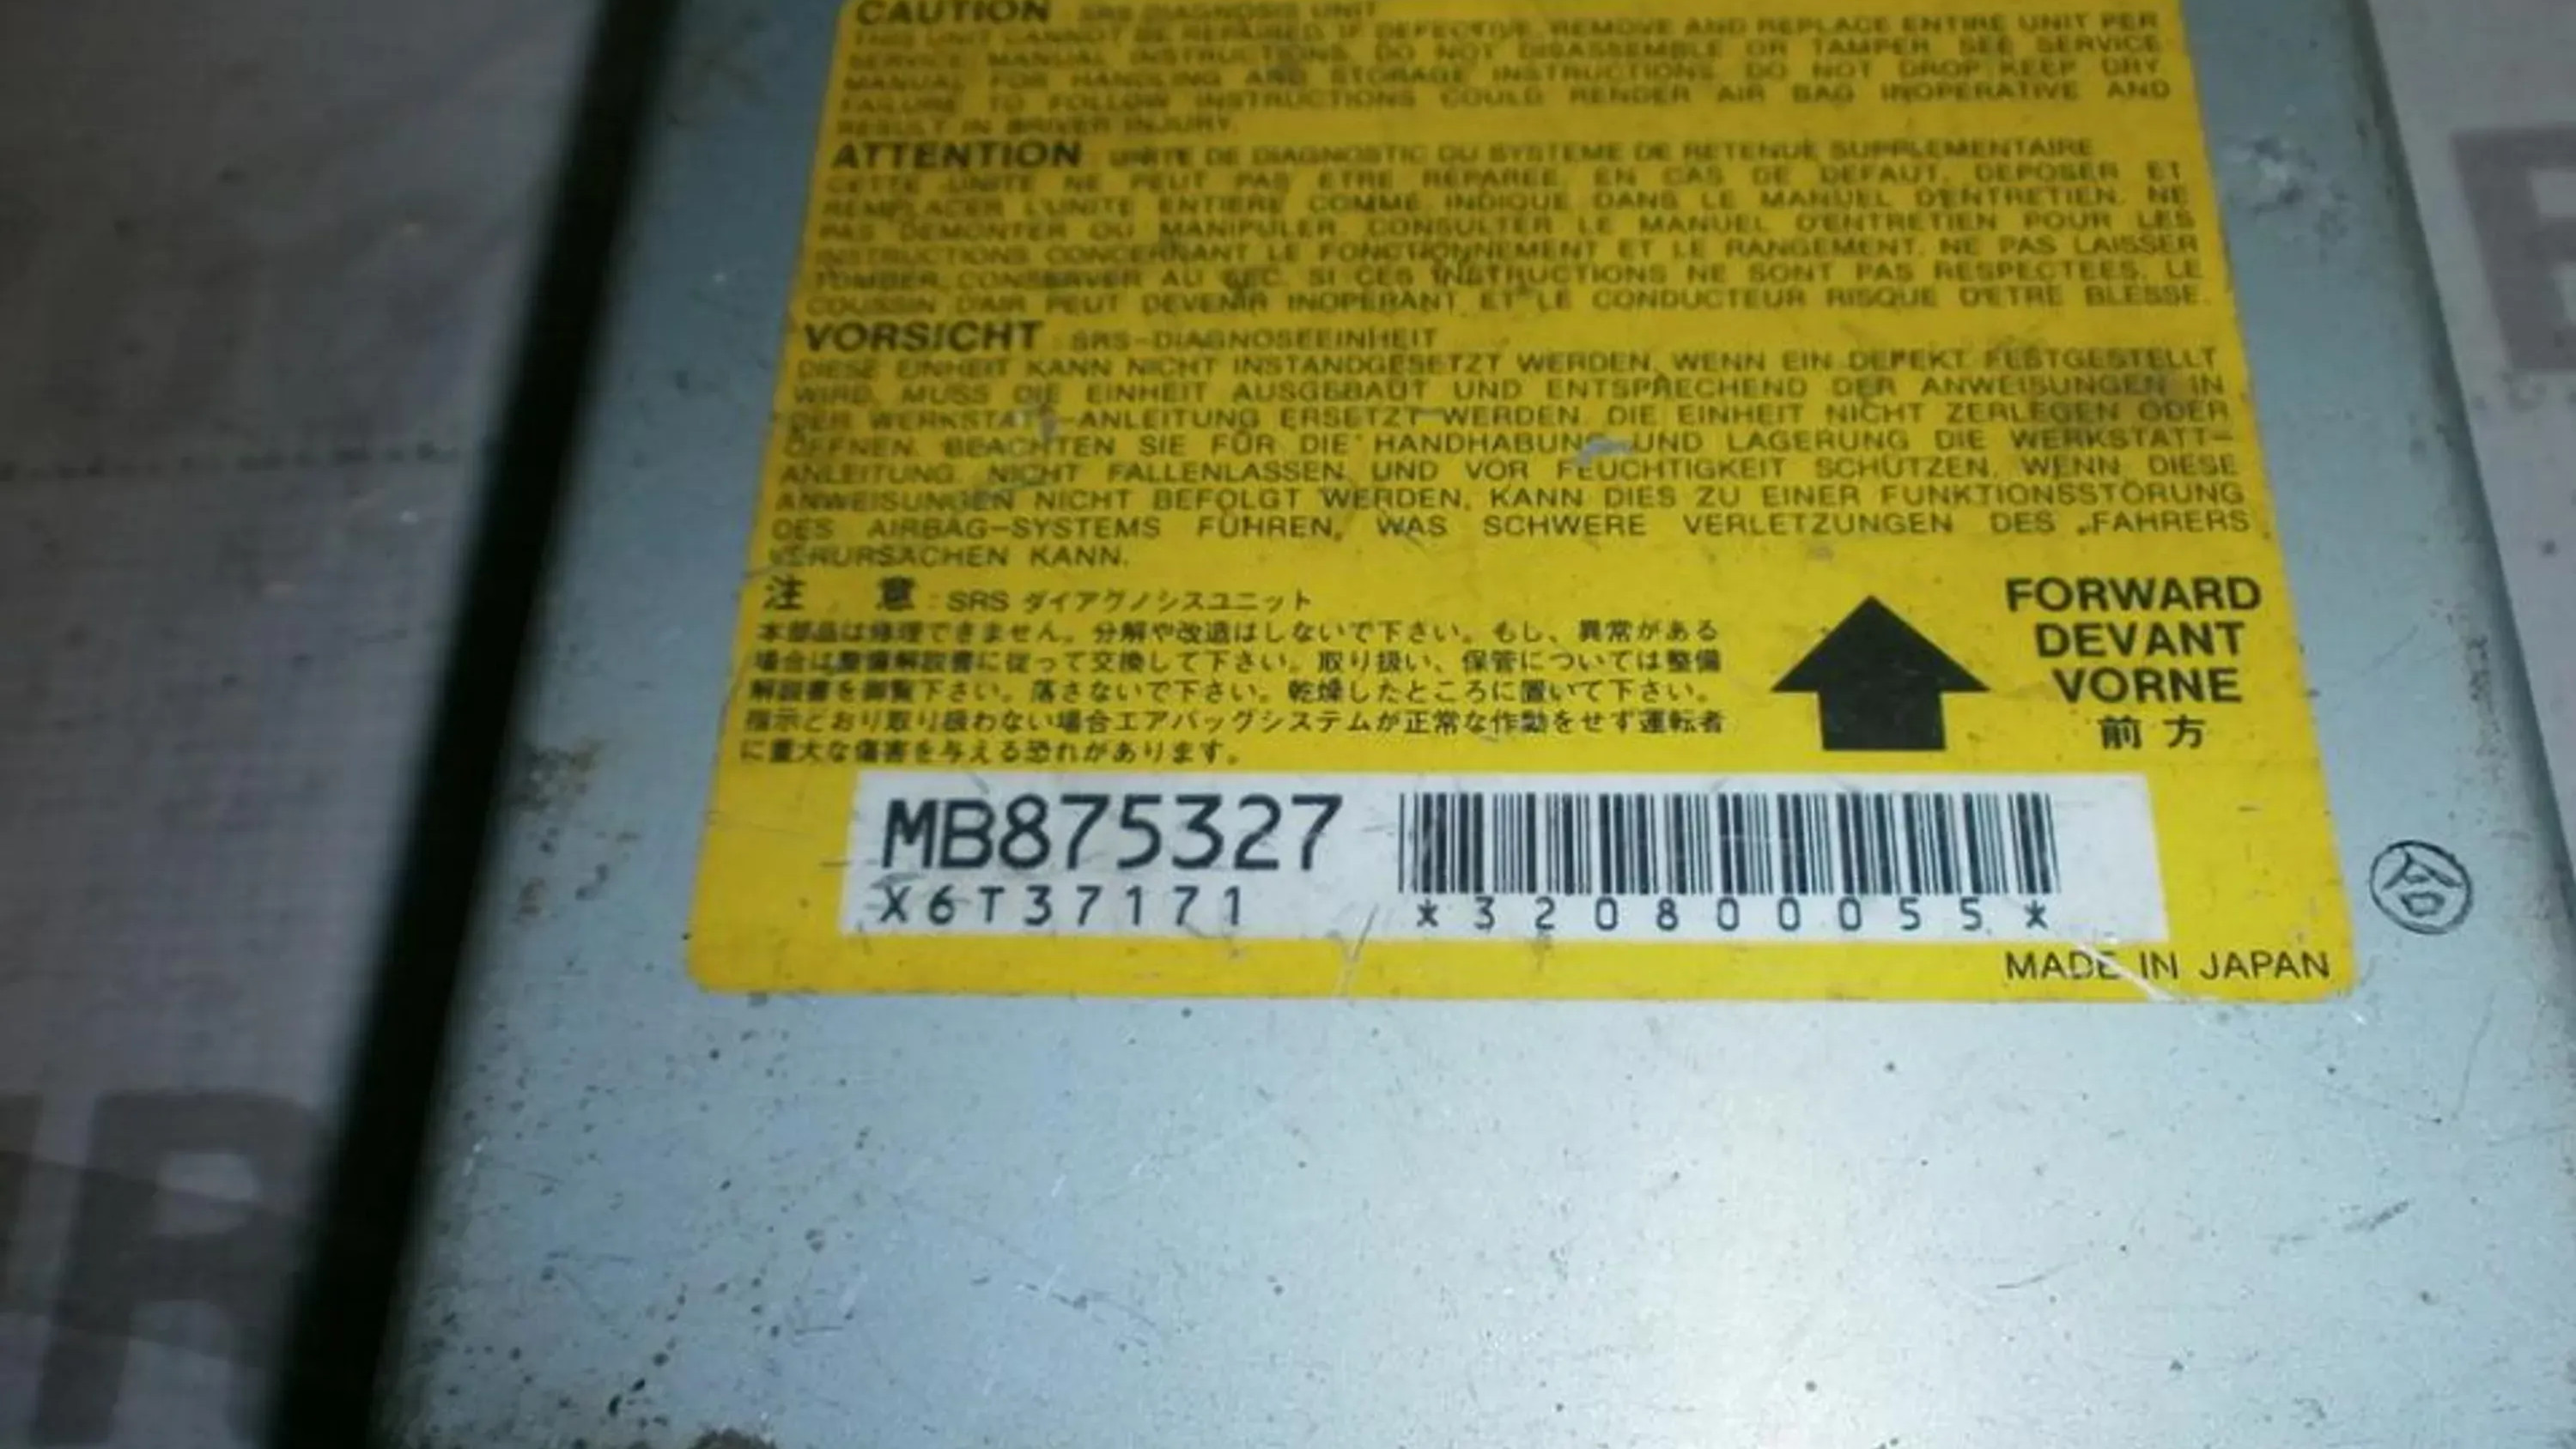 CAUTION : SRS DIAGNOSIS UNIT
THIS UNIT CANNOT BE REPAIRED. IF DEFECTIVE, REMOVE AND REPLACE ENTIRE UNIT PER
SERVICE MANUAL INSTRUCTIONS. DO NOT DISASSEMBLE OR TAMPER. SEE SERVICE
MANUAL FOR HANDLING AND STORAGE INSTRUCTIONS. DO NOT DROP. KEEP DRY.
FAILURE TO FOLLOW INSTRUCTIONS COULD RENDER AIR BAG INOPERATIVE AND
RESULT IN DRIVER INJURY.
ATTENTION : UNITE DE DIAGNOSTIC DU SYSTEME DE RETENUE SUPPLEMENTAIRE
CETTE UNITE NE PEUT PAS ETRE REPAREE. EN CAS DE DEFAUT, DEPOSER ET
REMPLACER L'UNITE ENTIERE COMME INDIQUE DANS LE MANUEL D'ENTRETIEN. NE
PAS DEMONTER OU MANIPULER. CONSULTER LE MANUEL D'ENTRETIEN POUR LES
INSTRUCTIONS CONCERNANT LE FONCTIONNEMENT ET LE RANGEMENT. NE PAS LAISSER
TOMBER. CONSERVER AU SEC. SI CES INSTRUCTIONS NE SONT PAS RESPECTEES, LE
COUSSIN D'AIR PEUT DEVENIR INOPERANT ET LE CONDUCTEUR RISQUE D'ETRE BLESSE.
VORSICHT : SRS-DIAGNOSEEINHEIT
DIESE EINHEIT KANN NICHT INSTANDGESETZT WERDEN. WENN EIN DEFEKT FESTGESTELLT
WIRD, MUSS DIE EINHEIT AUSGEBAUT UND ENTSPRECHEND DER ANWEISUNGEN IN
DER WERKSTATT-ANLEITUNG ERSETZT WERDEN. DIE EINHEIT NICHT ZERLEGEN ODER
ÖFFNEN. BEACHTEN SIE FÜR DIE HANDHABUNG UND LAGERUNG DIE WERKSTATT-
ANLEITUNG. NICHT FALLENLASSEN UND VOR FEUCHTIGKEIT SCHÜTZEN. WENN DIESE
ANWEISUNGEN NICHT BEFOLGT WERDEN, KANN DIES ZU EINER FUNKTIONSSTÖRUNG
DES AIRBAG-SYSTEMS FÜHREN, WAS SCHWERE VERLETZUNGEN DES FAHRERS
VERURSACHEN KANN.
注 意 : SRS ダイアグノシスユニット
本部品は修理できません。分解や改造はしないで下さい。もし、異常がある
場合は整備解説書に従って交換して下さい。取り扱い、保管については整備
解説書を御覧下さい。落さないで下さい。乾燥したところに置いて下さい。
指示どおり取り扱わない場合エアバッグシステムが正常な作動をせず運転者
に重大な傷害を与える恐れがあります。
FORWARD
DEVANT
VORNE
前方
MB875327
X6T37171
*320800055*
MADE IN JAPAN
合